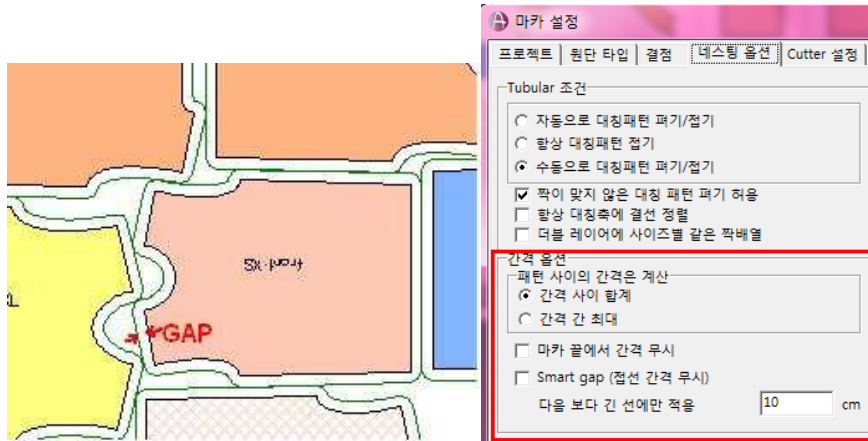 front-XS
GAP
마카 설정
프로젝트 원단 타입 결점 네스팅 옵션 Cutter 설정
Tubular 조건
자동으로 대칭패턴 펴기/접기
항상 대칭패턴 접기
수동으로 대칭패턴 펴기/접기
짝이 맞지 않은 대칭 패턴 펴기 허용
항상 대칭축에 결선 정렬
더블 레이어에 사이즈별 같은 짝배열
간격 옵션
패턴 사이의 간격은 계산
간격 사이 합계
간격 간 최대
마카 끝에서 간격 무시
Smart gap (접선 간격 무시)
다음 보다 긴 선에만 적용 10 cm